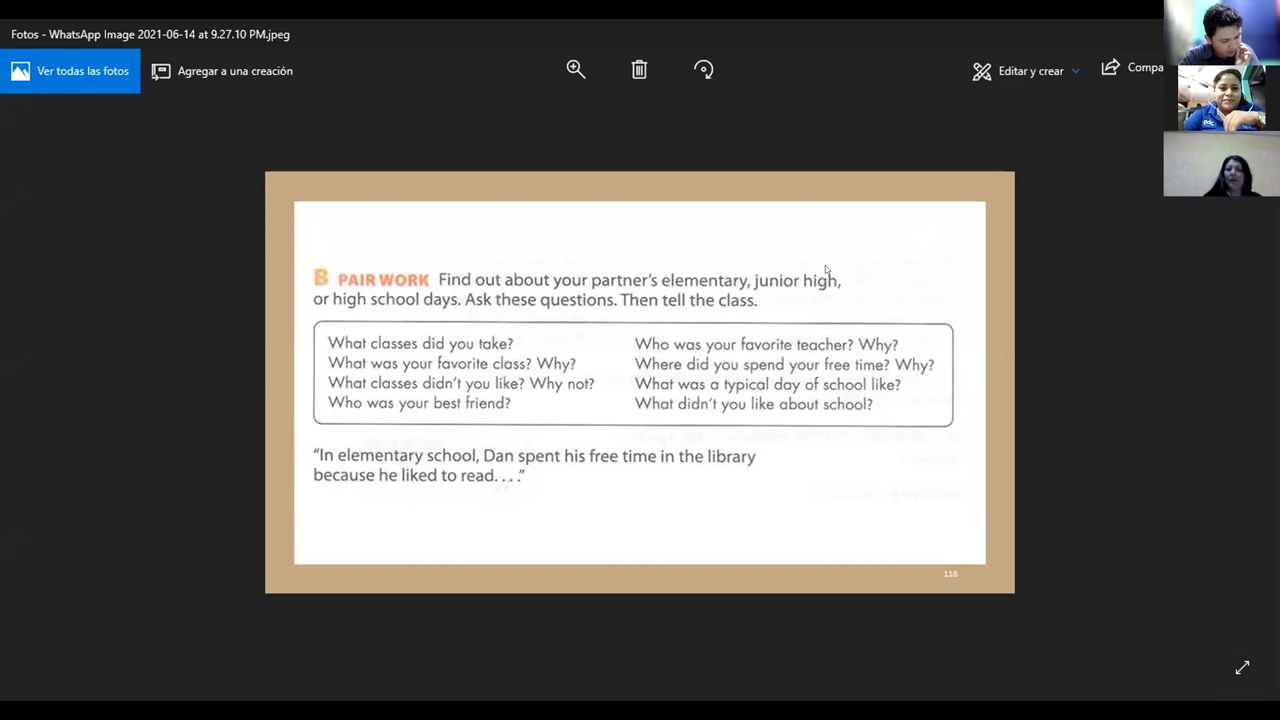 Fotos - WhatsApp Image 2021-06-14 at 9.27.10 PM.jpeg
Ver todas las fotos
Agregar a una creación
Editar y crear
Compa
B PAIR WORK Find out about your partner's elementary, junior high,
or high school days. Ask these questions. Then tell the class.
What classes did you take?
What was your favorite class? Why?
What classes didn't you like? Why not?
Who was your best friend?
Who was your favorite teacher? Why?
Where did you spend your free time? Why?
What was a typical day of school like?
What didn't you like about school?
"In elementary school, Dan spent his free time in the library
because he liked to read. . . ."
116